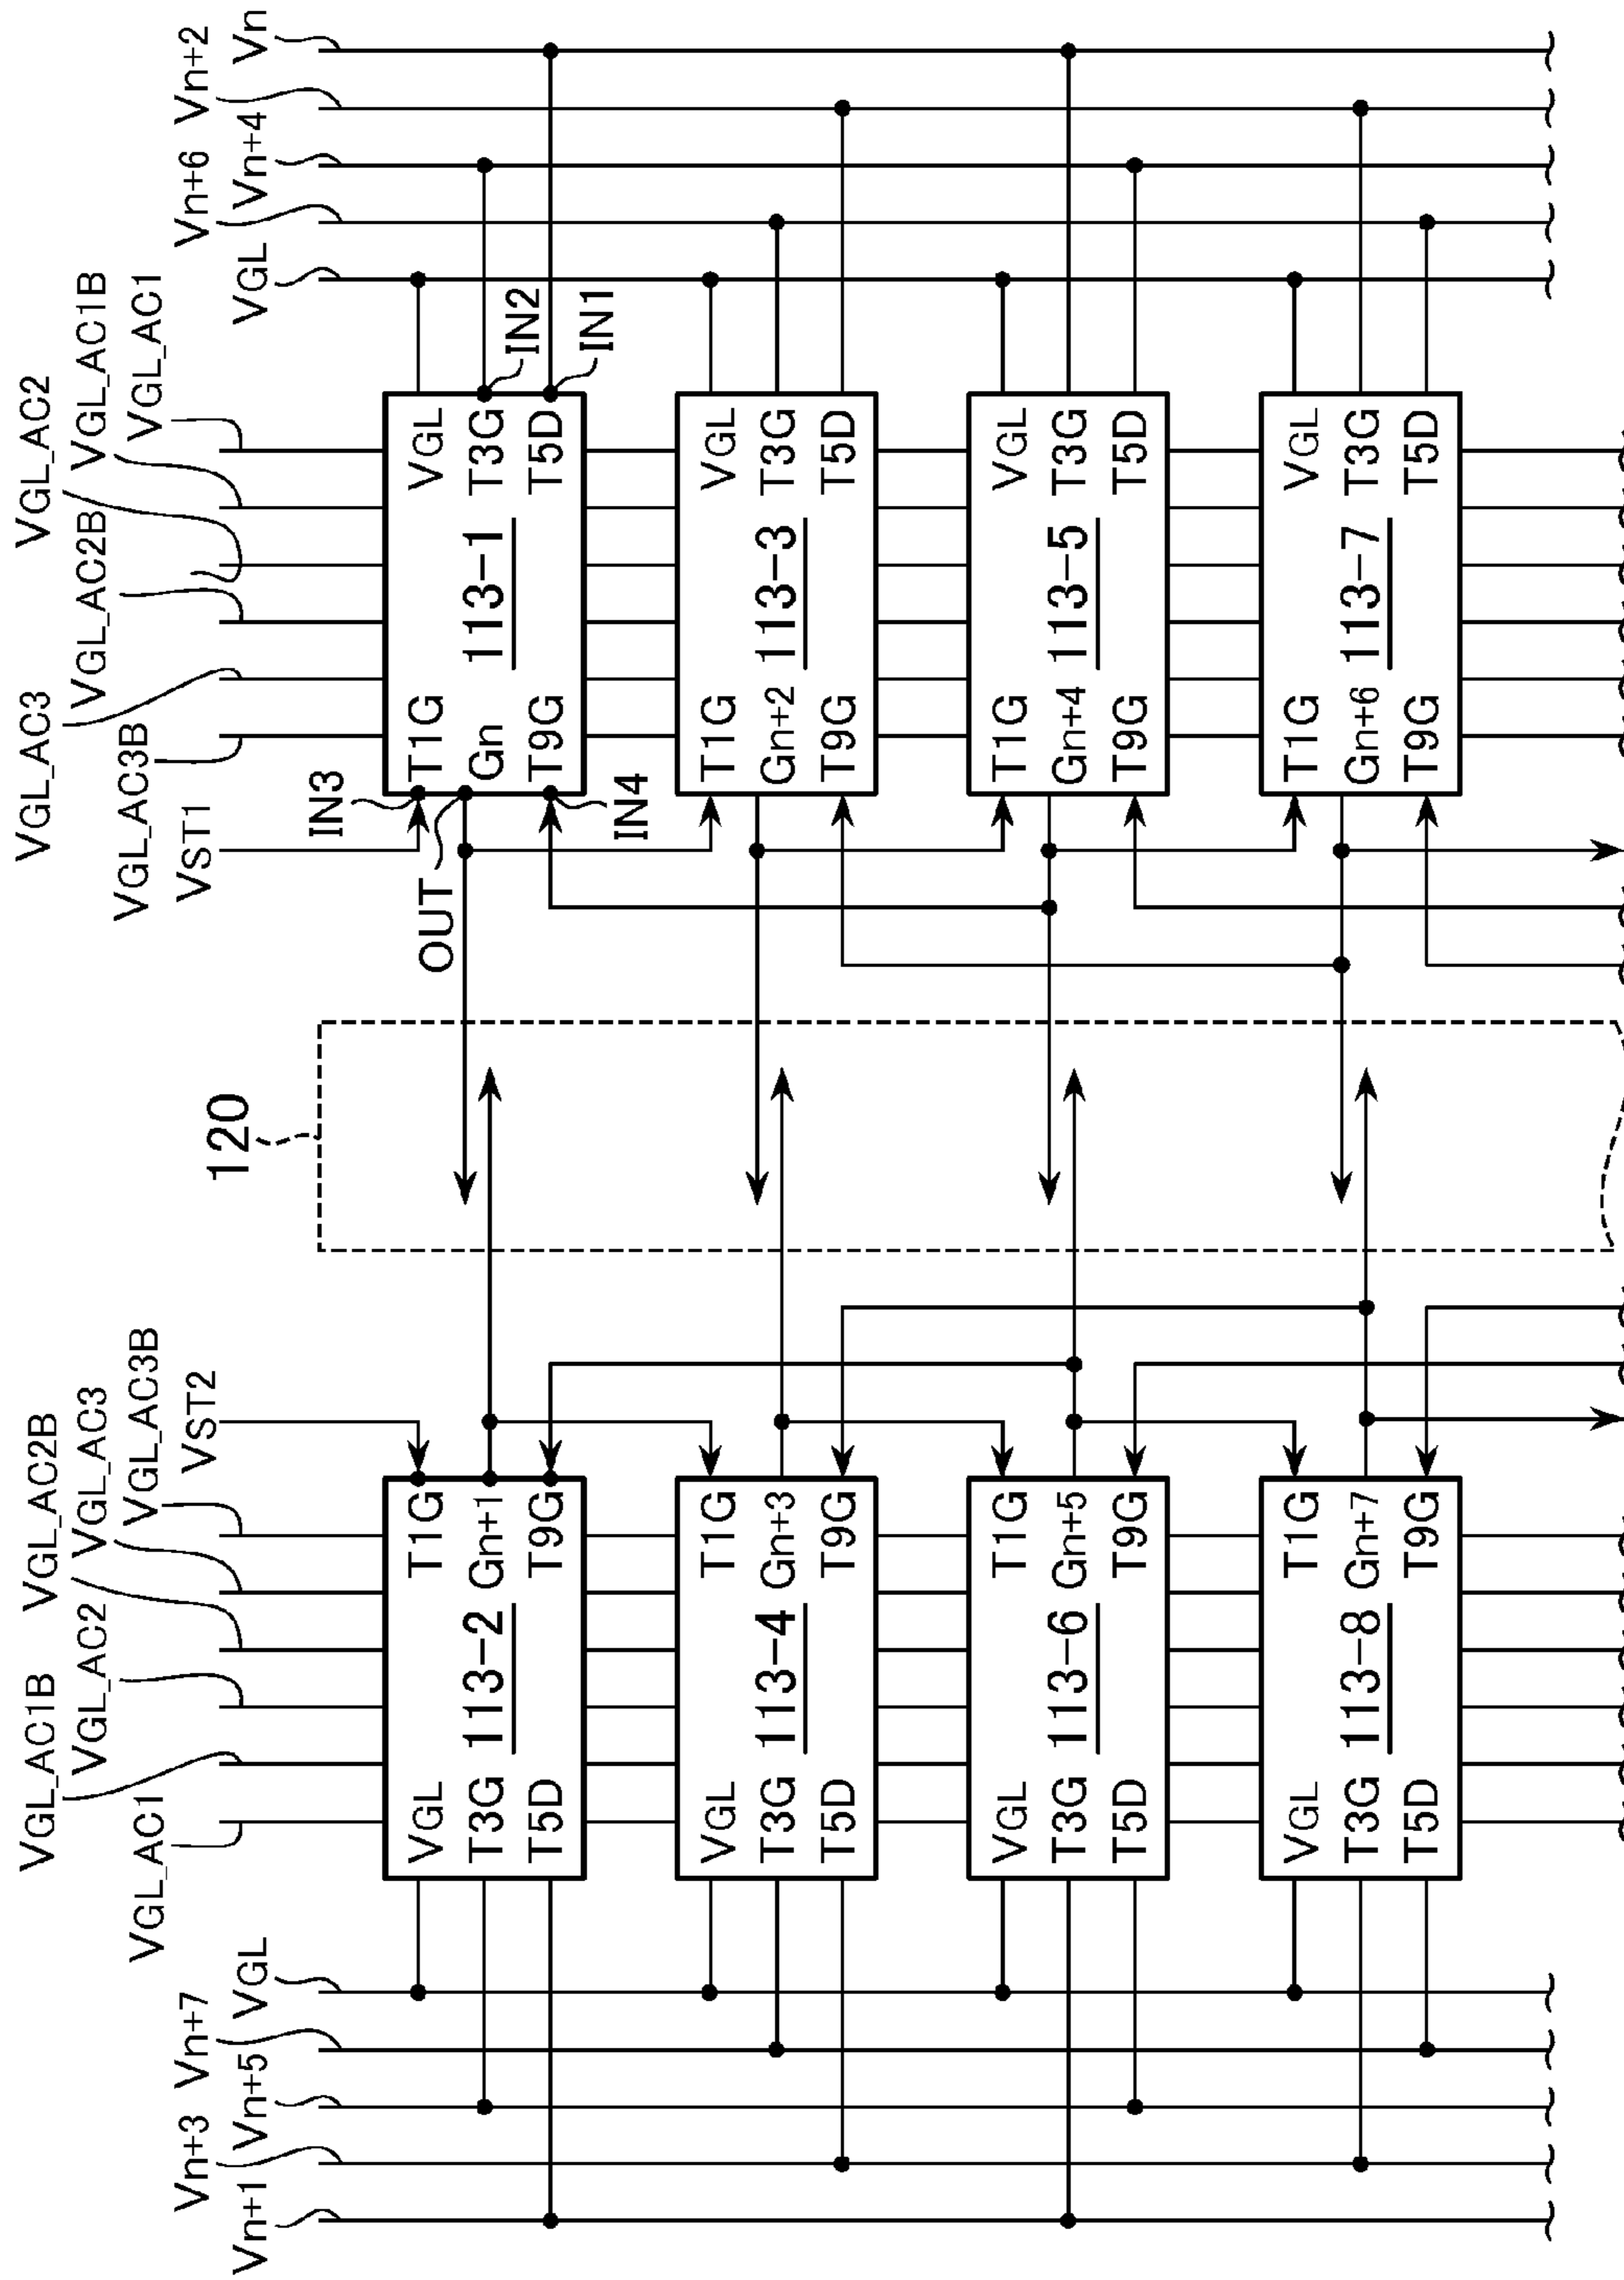 Vn+1
Vn+3
Vn+5
Vn+7
VGL
VGL_AC1
VGL_AC1B
VGL_AC2
VGL_AC2B
VGL_AC3
VGL_AC3B
VST2
120
VST1
VGL_AC3B
VGL_AC3
VGL_AC2B
VGL_AC2
VGL_AC1B
VGL_AC1
VGL
Vn+6
Vn+4
Vn+2
Vn
VGL
T3G
T5D
113-2
T1G
Gn+1
T9G
OUT
IN3
IN4
T1G
Gn
T9G
113-1
VGL
T3G
T5D
IN2
IN1
VGL
T3G
T5D
113-4
T1G
Gn+3
T9G
T1G
Gn+2
T9G
113-3
VGL
T3G
T5D
VGL
T3G
T5D
113-6
T1G
Gn+5
T9G
T1G
Gn+4
T9G
113-5
VGL
T3G
T5D
VGL
T3G
T5D
113-8
T1G
Gn+7
T9G
T1G
Gn+6
T9G
113-7
VGL
T3G
T5D